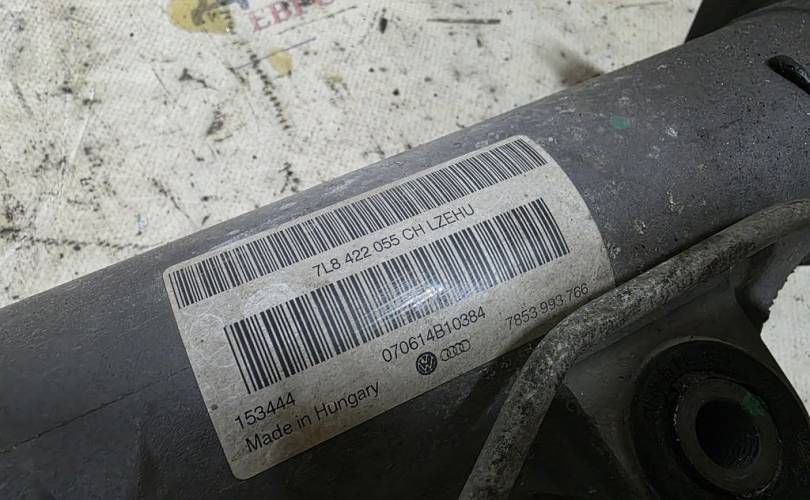 7L8 422 055 CH LZEHU
070614B10384
7853 993 766
153444
Made in Hungary